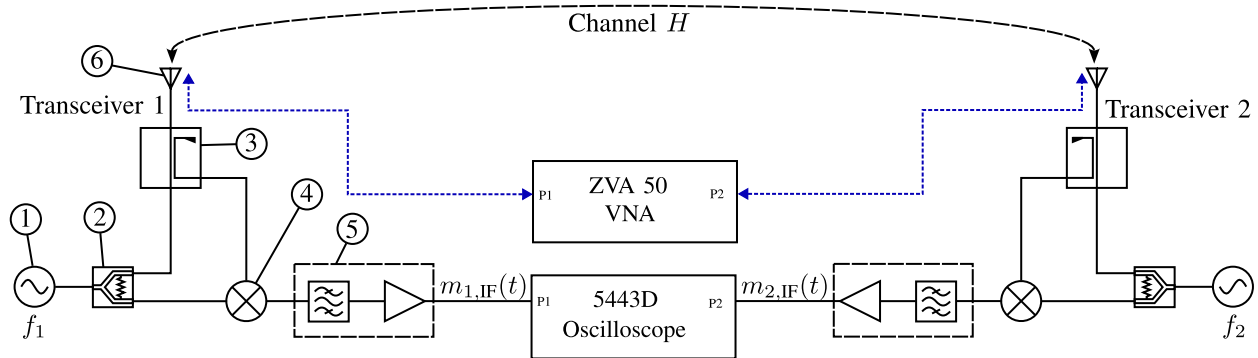 Channel H
6
Transceiver 1
Transceiver 2
3
ZVA 50
VNA
P1
P2
4
1
2
5
m1,IF(t)
5443D
Oscilloscope
P1
P2
m2,IF(t)
f1
f2